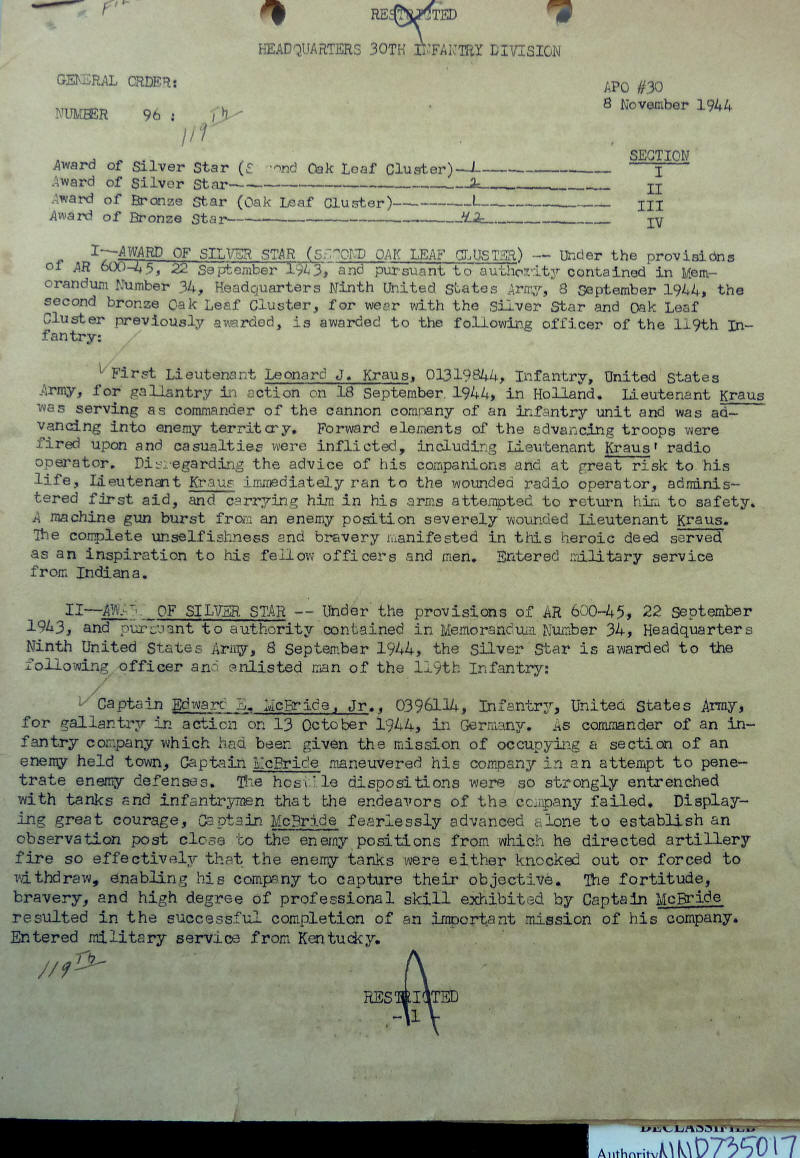 RESTRICTED
HEADQUARTERS 30TH INFANTRY DIVISION
GENERAL ORDER:
APO #30
8 November 1944
NUMBER 96 :
119Th
SECTION
Award of Silver Star (Second Oak Leaf Cluster)--1---------- I
Award of Silver Star----------2---------- II
Award of Bronze Star (Oak Leaf Cluster)-------1---------- III
Award of Bronze Star----------42---------- IV
I--AWARD OF SILVER STAR (SECOND OAK LEAF CLUSTER) -- Under the provisions
of AR 600-45, 22 September 1943, and pursuant to authority contained in Mem-
orandum Number 34, Headquarters Ninth United States Army, 8 September 1944, the
second bronze Oak Leaf Cluster, for wear with the Silver Star and Oak Leaf
Cluster previously awarded, is awarded to the following officer of the 119th In-
fantry:
First Lieutenant Leonard J. Kraus, 01319844, Infantry, United States
Army, for gallantry in action on 18 September 1944, in Holland. Lieutenant Kraus
was serving as commander of the cannon company of an infantry unit and was ad-
vancing into enemy territory. Forward elements of the advancing troops were
fired upon and casualties were inflicted, including Lieutenant Kraus' radio
operator. Disregarding the advice of his companions and at great risk to his
life, Lieutenant Kraus immediately ran to the wounded radio operator, adminis-
tered first aid, and carrying him in his arms attempted to return him to safety.
A machine gun burst from an enemy position severely wounded Lieutenant Kraus.
The complete unselfishness and bravery manifested in this heroic deed served
as an inspiration to his fellow officers and men. Entered military service
from Indiana.
II--AWARD OF SILVER STAR -- Under the provisions of AR 600-45, 22 September
1943, and pursuant to authority contained in Memorandum Number 34, Headquarters
Ninth United States Army, 8 September 1944, the Silver Star is awarded to the
following officer and enlisted man of the 119th Infantry:
Captain Edward E. McBride, Jr., 0396114, Infantry, United States Army,
for gallantry in action on 13 October 1944, in Germany. As commander of an in-
fantry company which had been given the mission of occupying a section of an
enemy held town, Captain McBride maneuvered his company in an attempt to pene-
trate enemy defenses. The hostile dispositions were so strongly entrenched
with tanks and infantrymen that the endeavors of the company failed. Display-
ing great courage, Captain McBride fearlessly advanced alone to establish an
observation post close to the enemy positions from which he directed artillery
fire so effectively that the enemy tanks were either knocked out or forced to
withdraw, enabling his company to capture their objective. The fortitude,
bravery, and high degree of professional skill exhibited by Captain McBride
resulted in the successful completion of an important mission of his company.
Entered military service from Kentucky.
119Th
RESTRICTED
- 1 -
DECLASSIFIED
Authority NND735017